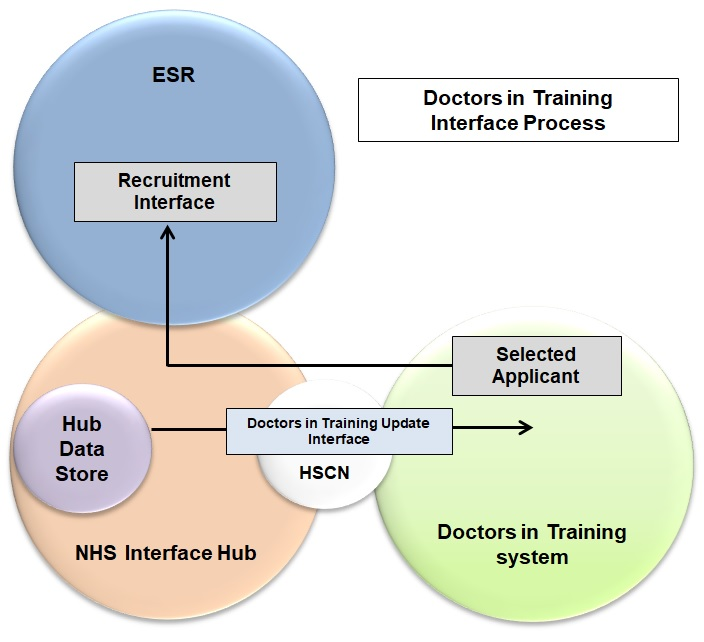 ESR
Doctors in Training
Interface Process
Recruitment
Interface
Selected
Applicant
Hub
Data
Store
Doctors in Training Update
Interface
HSCN
NHS Interface Hub
Doctors in Training
system